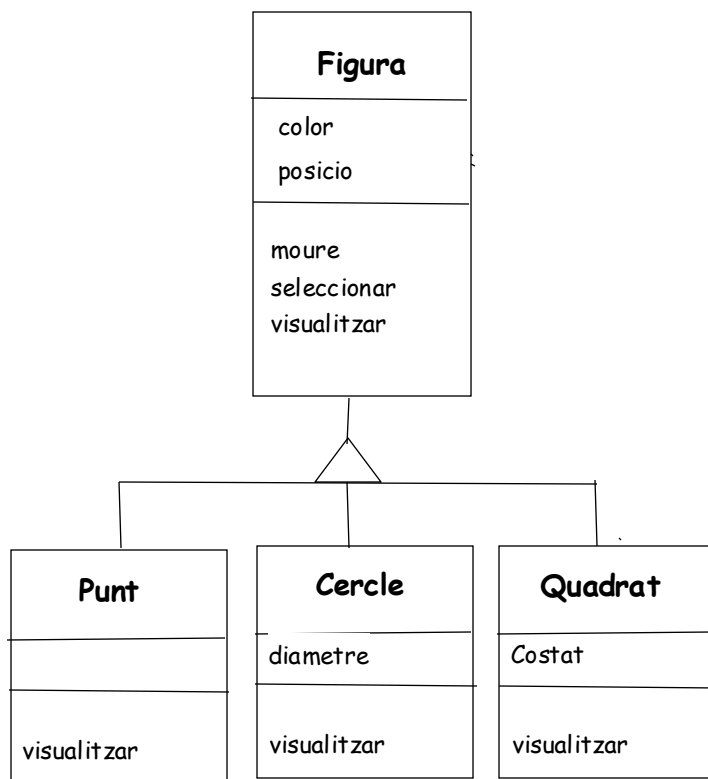 Figura
color
posicio
moure
seleccionar
visualitzar
Punt
visualitzar
Cercle
diametre
visualitzar
Quadrat
Costat
visualitzar